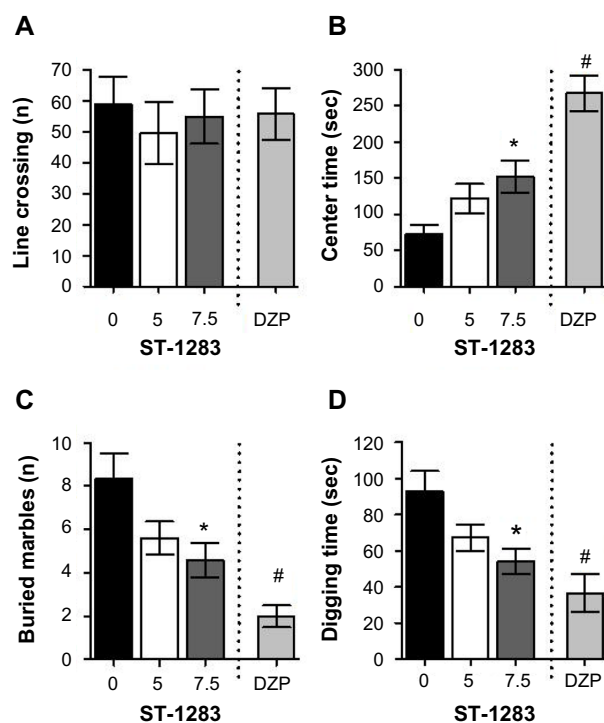 A
Line crossing (n)
70
60
50
40
30
20
10
0
0 5 7.5 DZP
ST-1283
B
Center time (sec)
300
250
200
150
100
50
0
*
#
0 5 7.5 DZP
ST-1283
C
Buried marbles (n)
10
8
6
4
2
0
*
#
0 5 7.5 DZP
ST-1283
D
Digging time (sec)
120
100
80
60
40
20
0
*
#
0 5 7.5 DZP
ST-1283